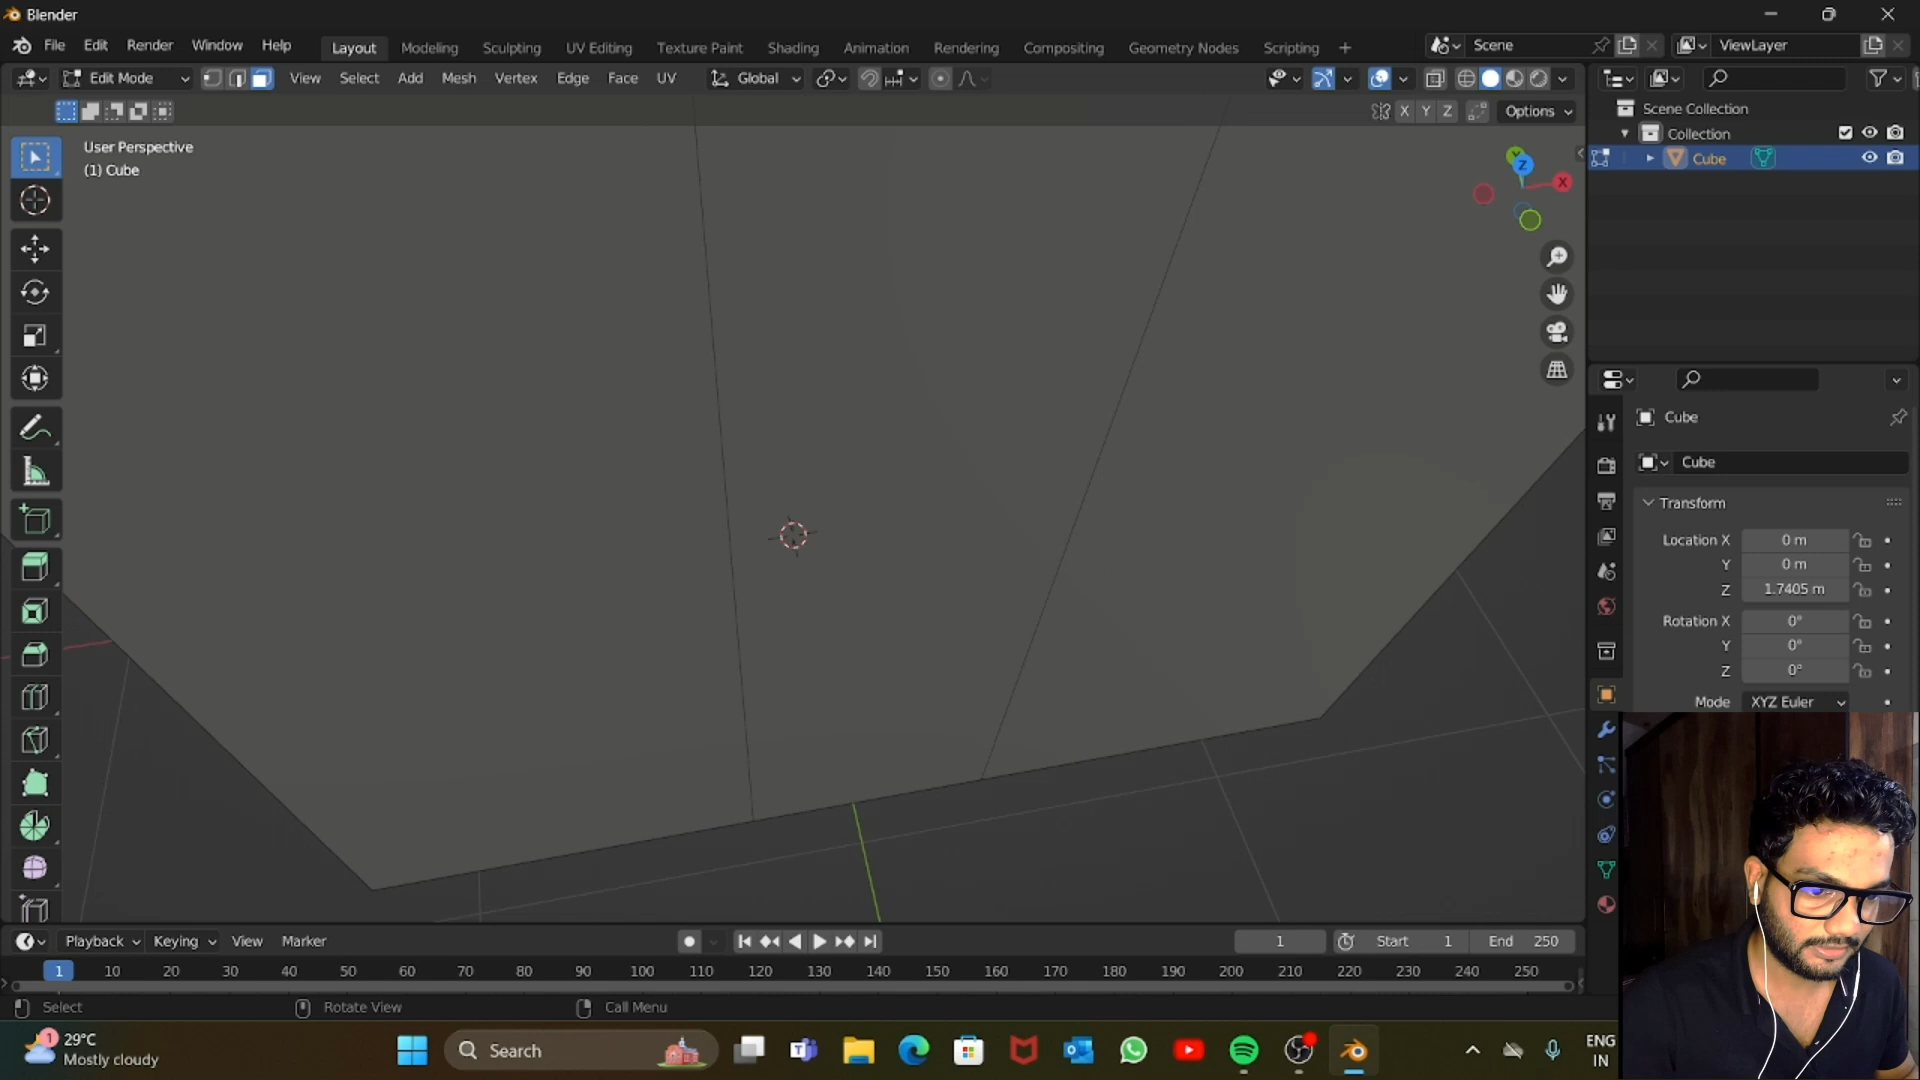 Blender
File Edit Render Window Help Layout Modeling Sculpting UV Editing Texture Paint Shading Animation Rendering Compositing Geometry Nodes Scripting + Scene ViewLayer
Edit Mode View Select Add Mesh Vertex Edge Face UV Global
X Y Z Options
User Perspective
(1) Cube
Y Z X
Scene Collection
Collection
Cube
Cube
Cube
Transform
Location X 0 m
Y 0 m
Z 1.7405 m
Rotation X 0°
Y 0°
Z 0°
Mode XYZ Euler
Playback Keying View Marker 1 Start 1 End 250
1 10 20 30 40 50 60 70 80 90 100 110 120 130 140 150 160 170 180 190 200 210 220 230 240 250
Select Rotate View Call Menu
1 29°C
Mostly cloudy
Search
ENG
IN